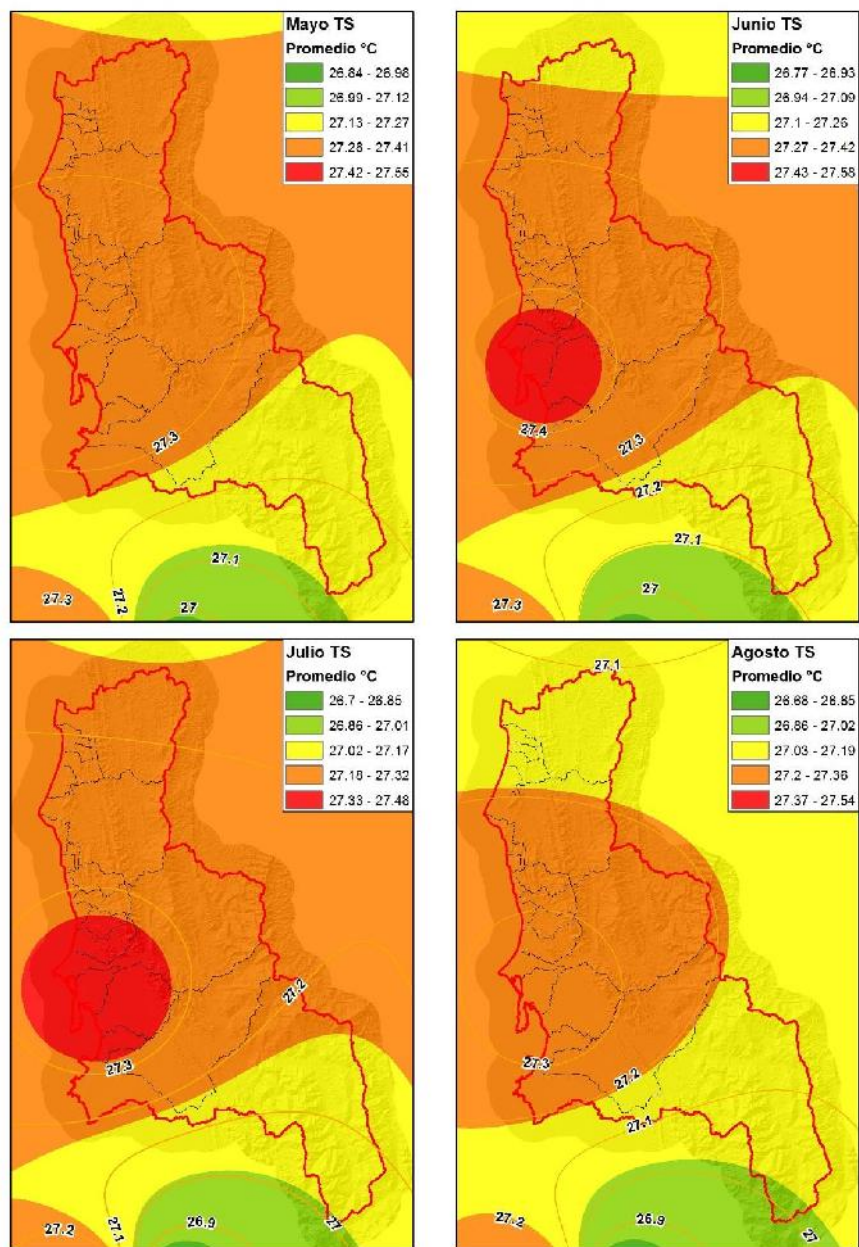 Mayo TS
Promedio °C
26.84 - 26.98
26.99 - 27.12
27.13 - 27.27
27.28 - 27.41
27.42 - 27.55
27.3
27.1
27.3
27.2
27
Junio TS
Promedio °C
26.77 - 26.93
26.94 - 27.09
27.1 - 27.26
27.27 - 27.42
27.43 - 27.58
27.4
27.3
27.2
27.1
27
27.3
Julio TS
Promedio °C
26.7 - 26.85
26.86 - 27.01
27.02 - 27.17
27.18 - 27.32
27.33 - 27.48
27.2
27.3
27.2
27.1
26.9
27
Agosto TS
Promedio °C
26.68 - 26.85
26.86 - 27.02
27.03 - 27.19
27.2 - 27.36
27.37 - 27.54
27.1
27.3
27.2
27.1
27.2
26.9
27